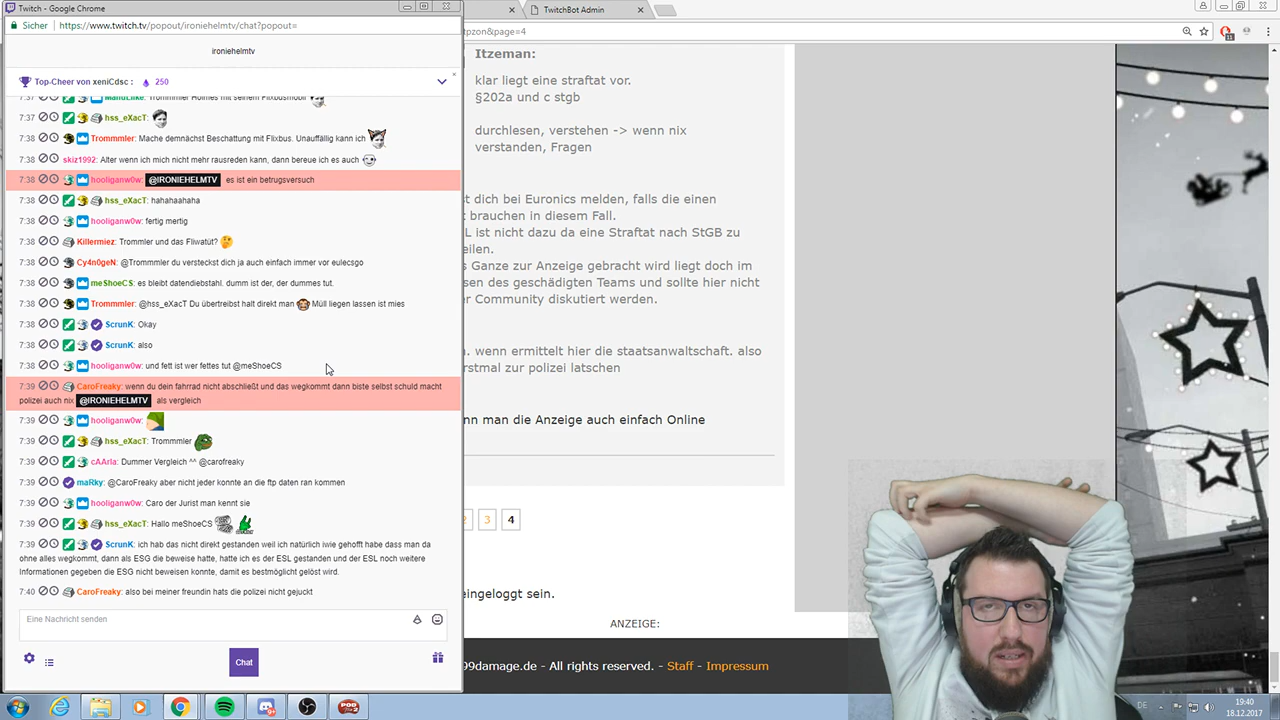 Twitch - Google Chrome
Sicher https://www.twitch.tv/popout/ironiehelmtv/chat?popout=
ironiehelmtv
Top-Cheer von xeniCdsc : 250
7:37 ManuLiike: Trommmler Holmes mit seinem Flixbusmobil
7:37 hss_eXacT:
7:38 Trommmler: Mache demnächst Beschattung mit Flixbus. Unauffällig kann ich
7:38 skiz1992: Alter wenn ich mich nicht mehr rausreden kann, dann bereue ich es auch
7:38 hooliganw0w: @IRONIEHELMTV es ist ein betrugsversuch
7:38 hss_eXacT: hahahaahaha
7:38 hooliganw0w: fertig mertig
7:38 Killermiez: Trommler und das Fliwatüt?
7:38 Cy4n0geN: @Trommmler du versteckst dich ja auch einfach immer vor eulecsgo
7:38 meShoeCS: es bleibt datendiebstahl. dumm ist der, der dummes tut.
7:38 Trommmler: @hss_eXacT Du übertreibst halt direkt man Müll liegen lassen ist mies
7:38 ScrunK: Okay
7:38 ScrunK: also
7:38 hooliganw0w: und fett ist wer fettes tut @meShoeCS
7:39 CaroFreaky: wenn du dein fahrrad nicht abschließt und das wegkommt dann biste selbst schuld macht
polizei auch nix @IRONIEHELMTV als vergleich
7:39 hooliganw0w:
7:39 hss_eXacT: Trommmler
7:39 cAArla: Dummer Vergleich ^^ @carofreaky
7:39 maRky: @CaroFreaky aber nicht jeder konnte an die ftp daten ran kommen
7:39 hooliganw0w: Caro der Jurist man kennt sie
7:39 hss_eXacT: Hallo meShoeCS
7:39 ScrunK: ich hab das nicht direkt gestanden weil ich natürlich iwie gehofft habe dass man da
ohne alles wegkommt, dann als ESG die beweise hatte, hatte ich es der ESL gestanden und der ESL noch weitere
Informationen gegeben die ESG nicht beweisen konnte, damit es bestmöglicht gelöst wird.
7:40 CaroFreaky: also bei meiner freundin hats die polizei nicht gejuckt
Eine Nachricht senden
Chat
TwitchBot Admin
tpzon&page=4
11
Itzeman:
klar liegt eine straftat vor.
§202a und c stgb
durchlesen, verstehen -> wenn nix
verstanden, Fragen
st dich bei Euronics melden, falls die einen
t brauchen in diesem Fall.
L ist nicht dazu da eine Straftat nach StGB zu
eilen.
s Ganze zur Anzeige gebracht wird liegt doch im
sen des geschädigten Teams und sollte hier nicht
er Community diskutiert werden.
. wenn ermittelt hier die staatsanwaltschaft. also
rstmal zur polizei latschen
nn man die Anzeige auch einfach Online
2 3 4
eingeloggt sein.
ANZEIGE:
99damage.de - All rights reserved. - Staff - Impressum
DE
19:40
18.12.2017